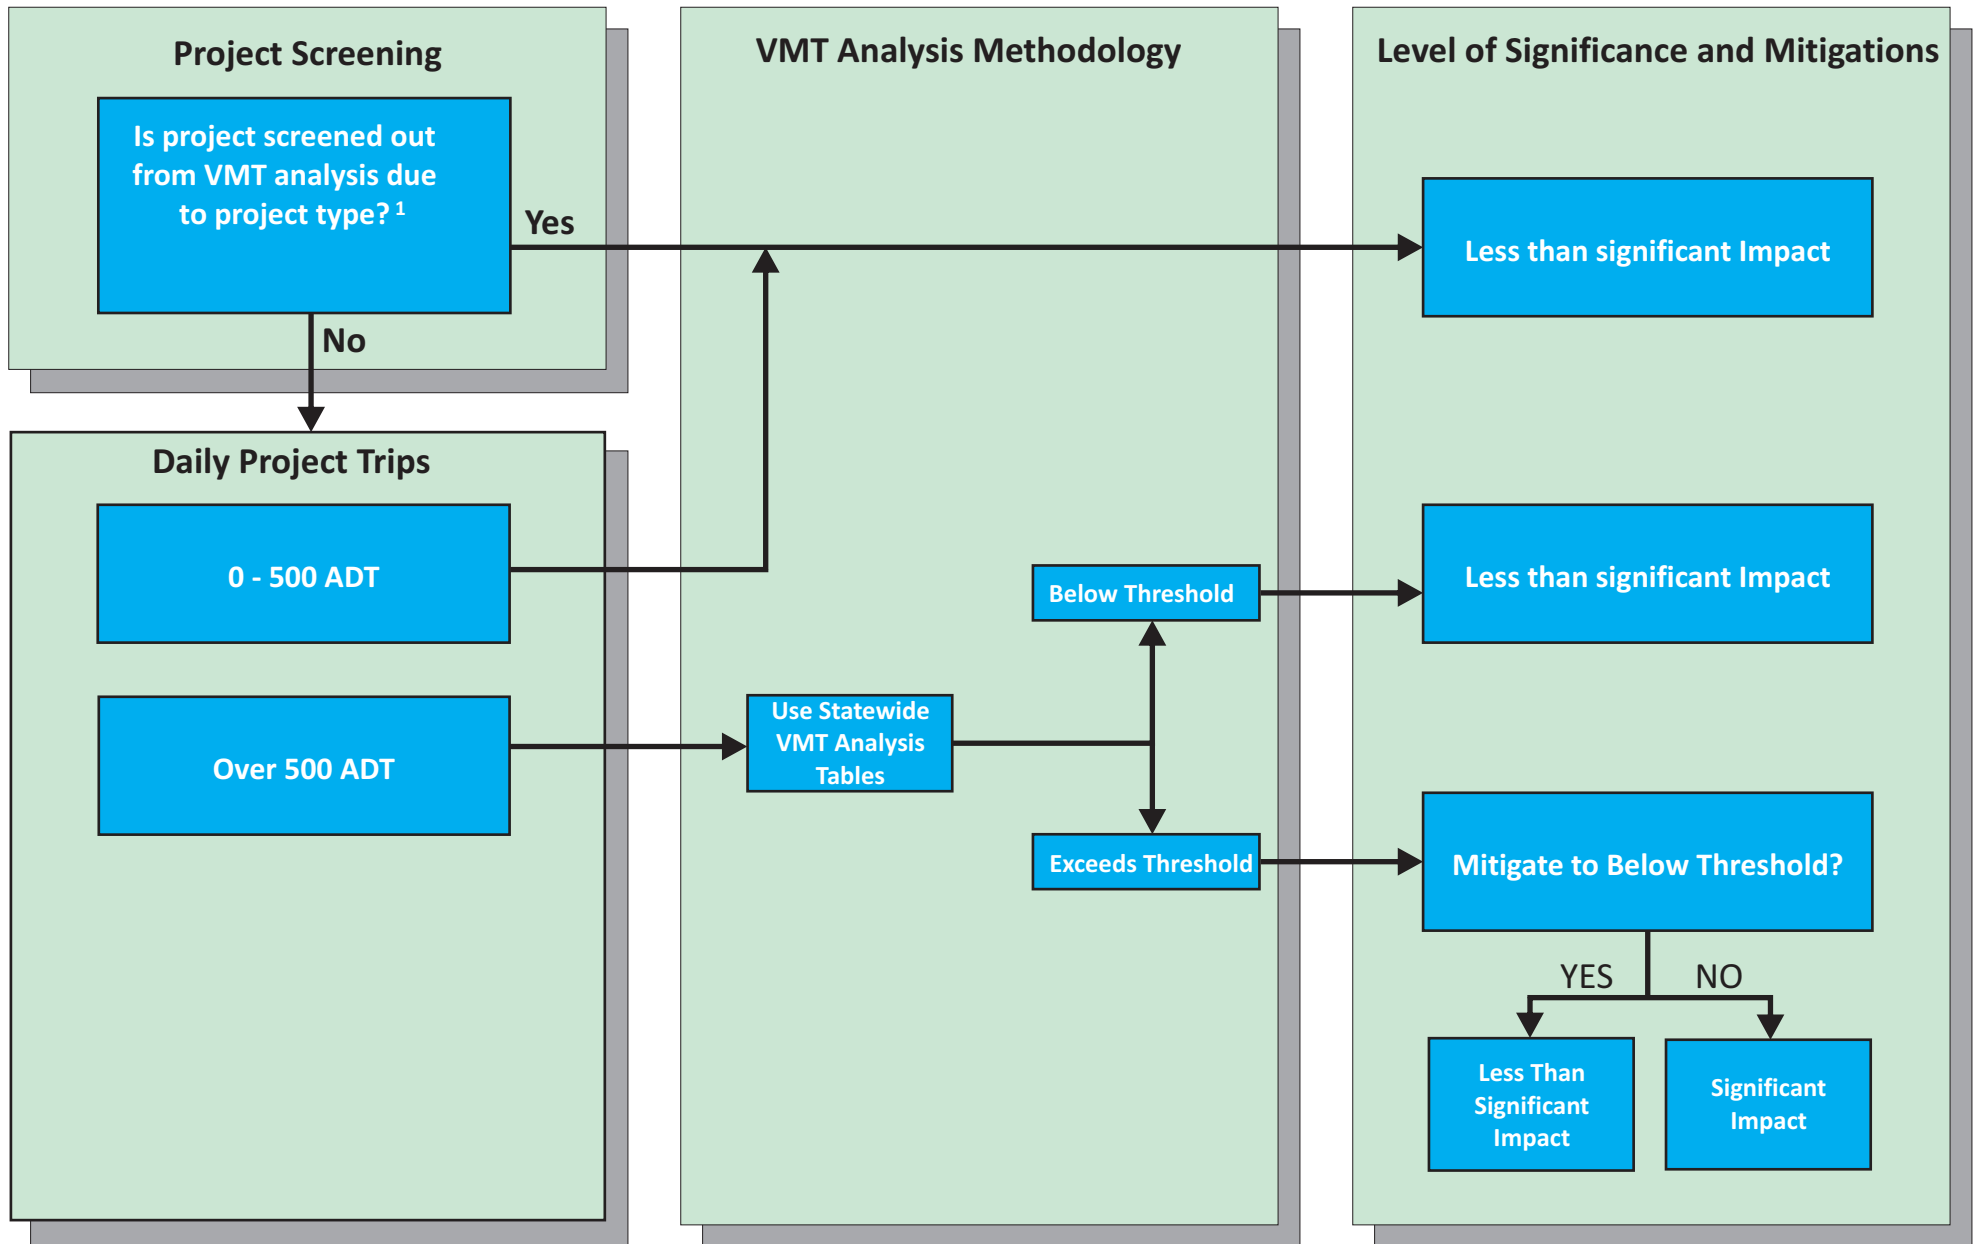 Project Screening
Is project screened out
from VMT analysis due
to project type? 1
Yes
No
Daily Project Trips
0 - 500 ADT
Over 500 ADT
VMT Analysis Methodology
Use Statewide
VMT Analysis
Tables
Below Threshold
Exceeds Threshold
Level of Significance and Mitigations
Less than significant Impact
Less than significant Impact
Mitigate to Below Threshold?
YES
NO
Less Than
Significant
Impact
Significant
Impact